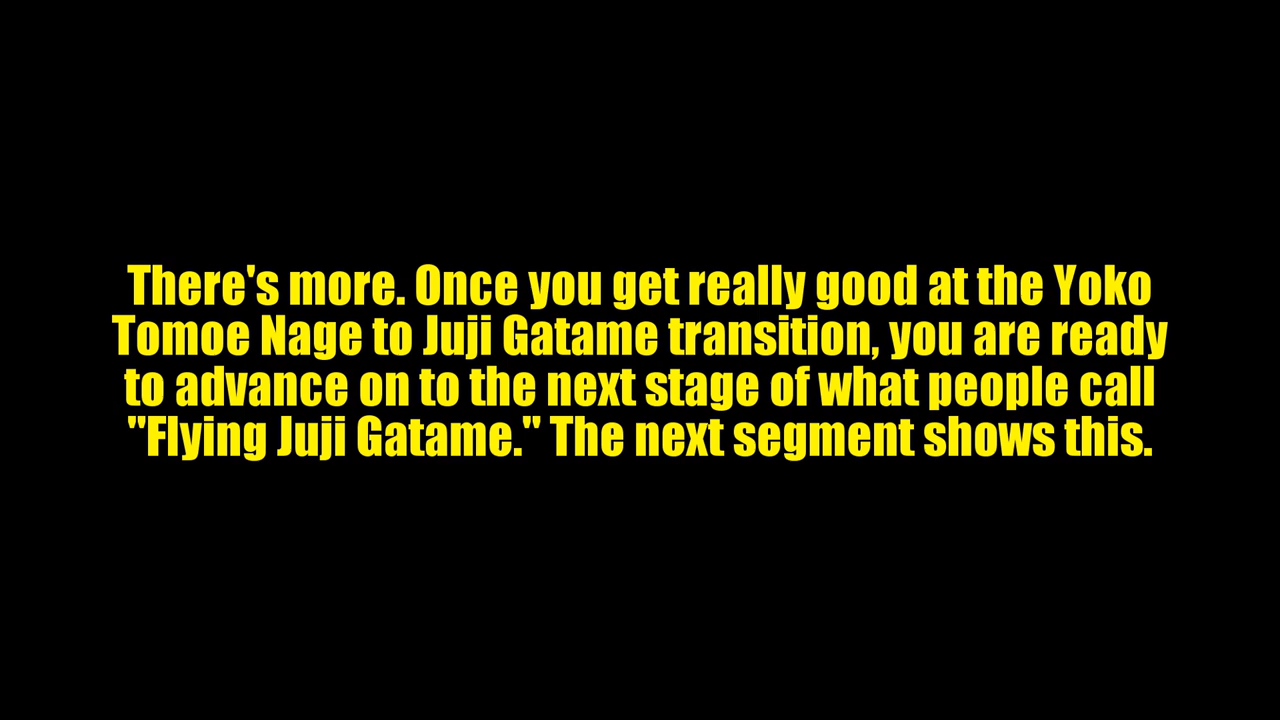 There's more. Once you get really good at the Yoko
Tomoe Nage to Juji Gatame transition, you are ready
to advance on to the next stage of what people call
"Flying Juji Gatame." The next segment shows this.